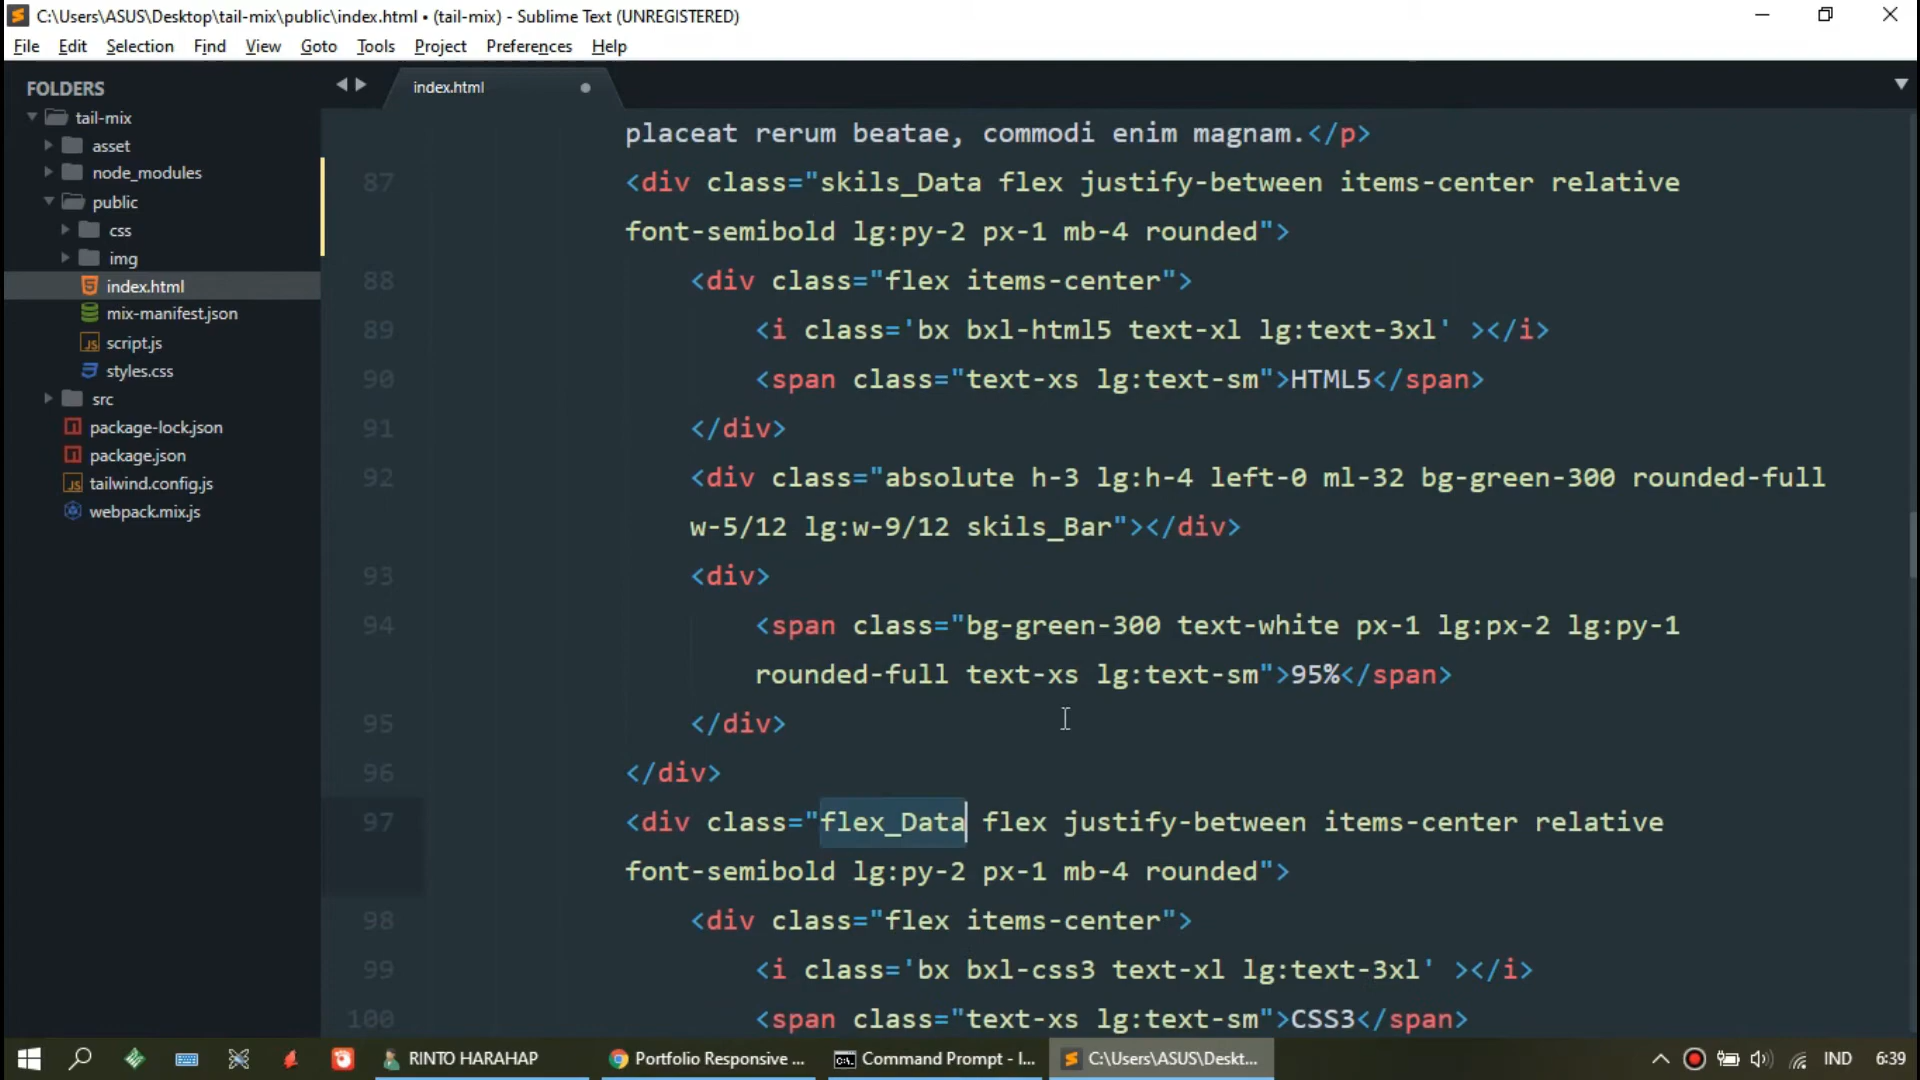 C:\Users\ASUS\Desktop\tail-mix\public\index.html • (tail-mix) - Sublime Text (UNREGISTERED)
File Edit Selection Find View Goto Tools Project Preferences Help
FOLDERS
tail-mix
asset
node_modules
public
css
img
index.html
mix-manifest.json
script.js
styles.css
src
package-lock.json
package.json
tailwind.config.js
webpack.mix.js
index.html
placeat rerum beatae, commodi enim magnam.</p>
87 <div class="skils_Data flex justify-between items-center relative
font-semibold lg:py-2 px-1 mb-4 rounded">
88 <div class="flex items-center">
89 <i class='bx bxl-html5 text-xl lg:text-3xl' ></i>
90 <span class="text-xs lg:text-sm">HTML5</span>
91 </div>
92 <div class="absolute h-3 lg:h-4 left-0 ml-32 bg-green-300 rounded-full
w-5/12 lg:w-9/12 skils_Bar"></div>
93 <div>
94 <span class="bg-green-300 text-white px-1 lg:px-2 lg:py-1
rounded-full text-xs lg:text-sm">95%</span>
95 </div>
96 </div>
97 <div class="flex_Data flex justify-between items-center relative
font-semibold lg:py-2 px-1 mb-4 rounded">
98 <div class="flex items-center">
99 <i class='bx bxl-css3 text-xl lg:text-3xl' ></i>
100 <span class="text-xs lg:text-sm">CSS3</span>
RINTO HARAHAP Portfolio Responsive ... Command Prompt - I... C:\Users\ASUS\Deskt... IND 6:39